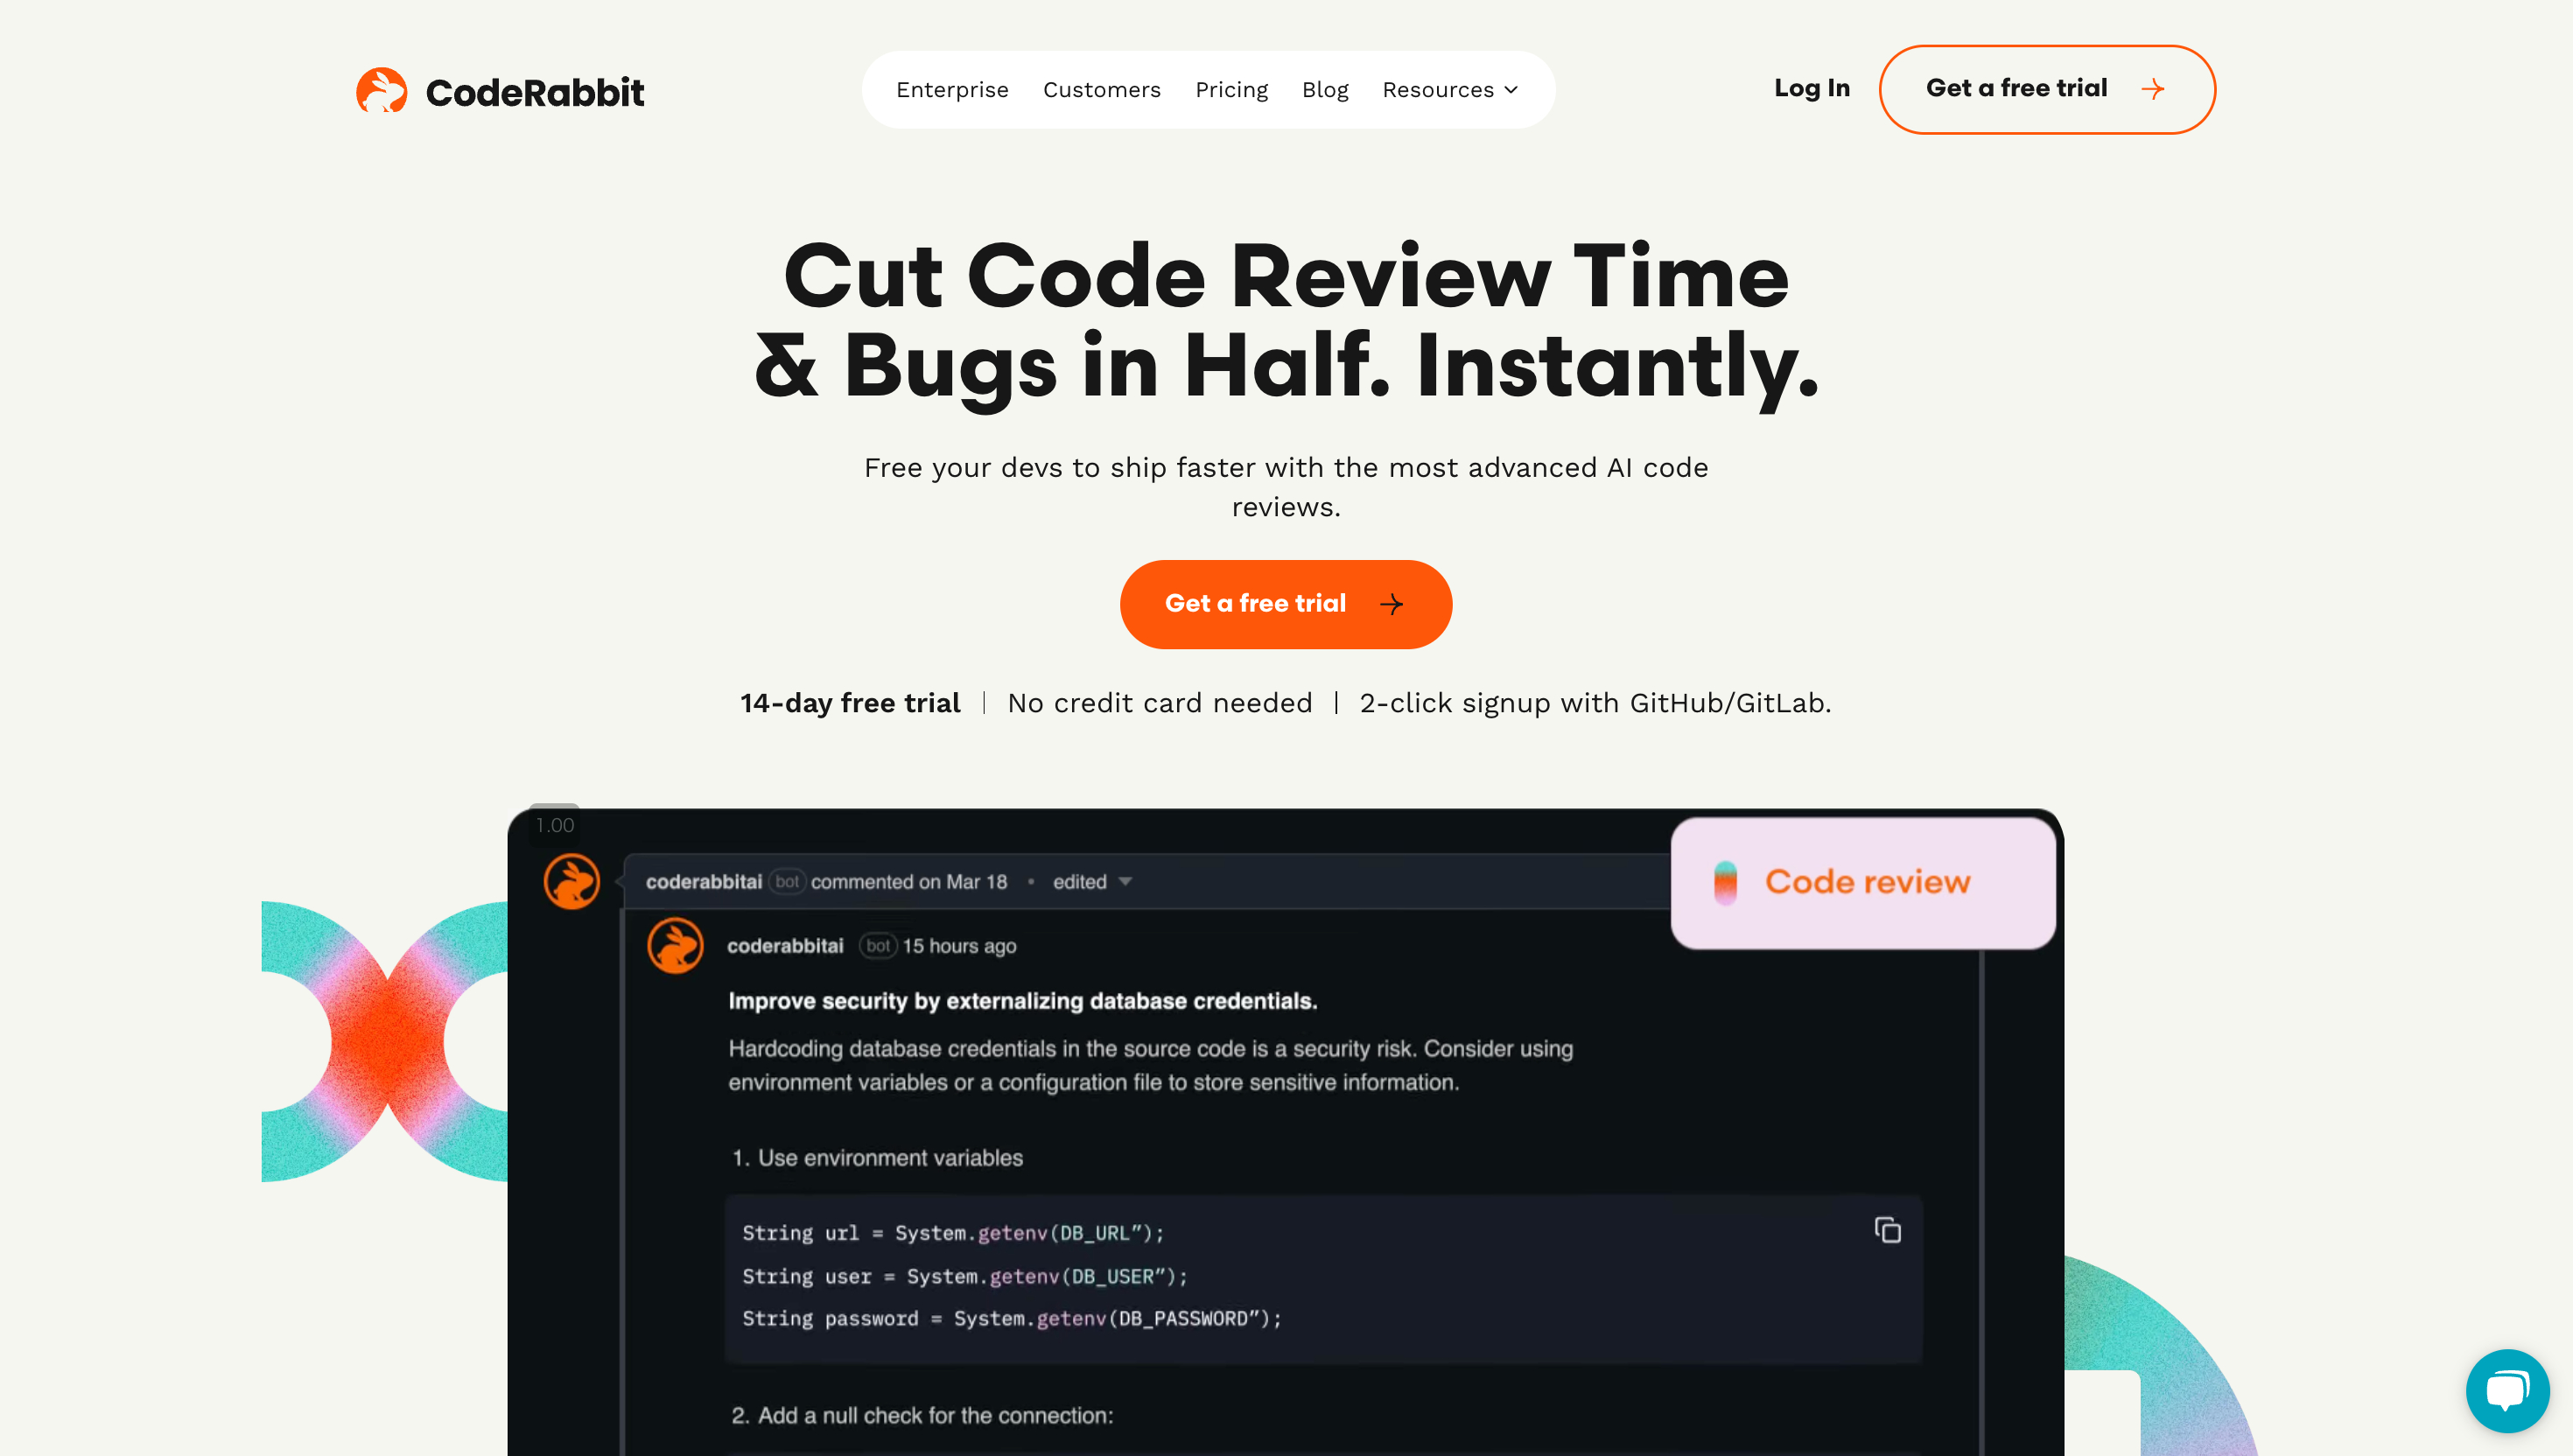 CodeRabbit
Enterprise Customers Pricing Blog Resources
Log In
Get a free trial
Cut Code Review Time
& Bugs in Half. Instantly.
Free your devs to ship faster with the most advanced AI code
reviews.
Get a free trial
14-day free trial | No credit card needed | 2-click signup with GitHub/GitLab.
1.00
coderabbitai bot commented on Mar 18 • edited
Code review
coderabbitai bot 15 hours ago
Improve security by externalizing database credentials.
Hardcoding database credentials in the source code is a security risk. Consider using
environment variables or a configuration file to store sensitive information.
1. Use environment variables
String url = System.getenv(DB_URL”);
String user = System.getenv(DB_USER”);
String password = System.getenv(DB_PASSWORD”);
2. Add a null check for the connection: